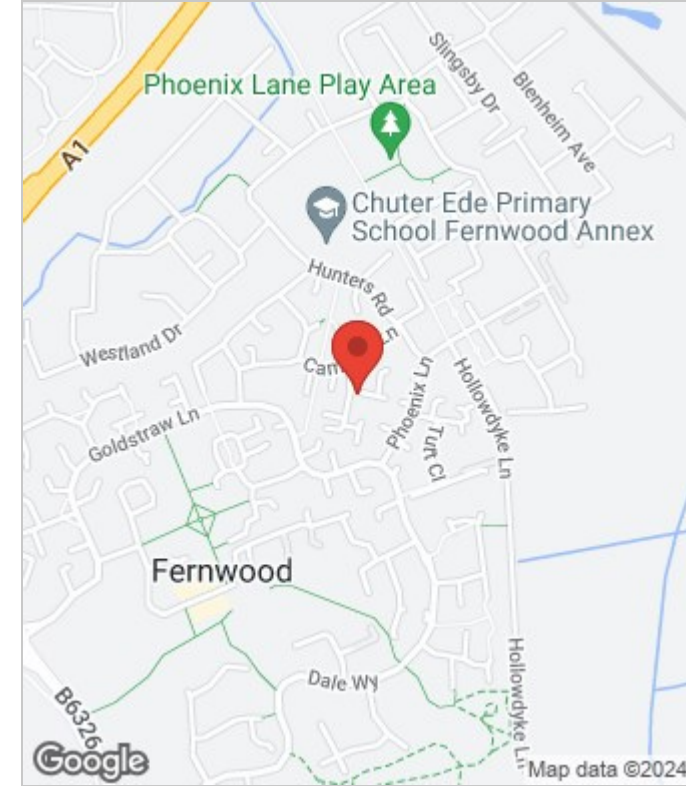 Slingsby Dr
Blenheim Ave
Phoenix Lane Play Area
A1
Chuter Ede Primary
School Fernwood Annex
Hunters Rd
Westland Dr
Phoenix Ln
Hollowdyke Ln
Goldstraw Ln
Turt Cl
Fernwood
Dale Wy
Hollowdyke Ln
B6326
Google
Map data ©2024